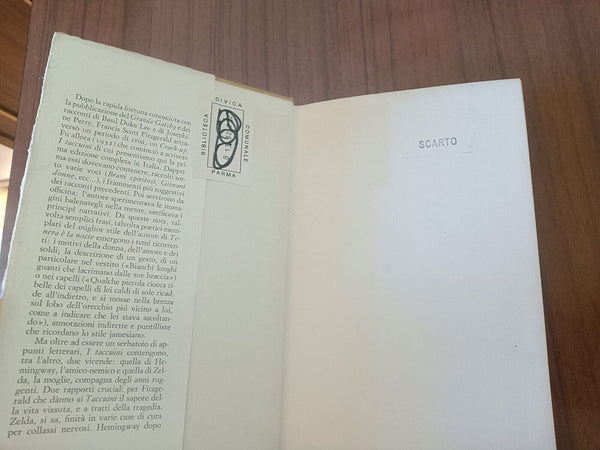 Dopo la rapida fortuna conosciuta con
la pubblicazione del Grande Gatsby e dei
racconti di Basil Duke Lee e di Josephi-
ne Perry, Francis Scott Fitzgerald attra-
versò un periodo di crisi, un Crack-up.
Fu allora (1932) che cominciò a scrivere
I taccuini di cui presentiamo qui la pri-
ma edizione completa in Italia. Dappri-
ma essi dovevano contenere, raccolti sot-
to varie voci (Brani spiritosi, Giovani
donne, ecc...), i frammenti più suggestivi
dei racconti precedenti. Poi servirono da
officina: l'autore sperimentava le imma-
gini balenategli nella mente, verificava i
principi narrativi. Da queste note, tal-
volta semplici frasi, talvolta poetici esem-
plari del miglior stile dell'autore di Te-
nera è la notte emergono i temi ricorren-
ti: i motivi della donna, dell'amore e dei
soldi; la descrizione di un gesto, di un
particolare nel vestito («Bianchi lunghi
guanti che lacrimano dalle sue braccia»)
o nei capelli («Qualche piccola ciocca ri-
belle dei capelli di lei caldi di sole ricad-
de all'indietro, e si mosse nella brezza
sul lobo dell'orecchio più vicino a lui,
come a indicare che lei stava ascoltan-
do»), annotazioni indirette e puntilliste
che ricordano lo stile jamesiano.
Ma oltre ad essere un serbatoio di ap-
punti letterari, I taccuini contengono,
tra l'altro, due vicende: quella di He-
mingway, l'amico-nemico e quella di Zel-
da, la moglie, compagna degli anni rug-
genti. Due rapporti crucial: per Fitzge-
rald che dànno ai Taccuini il sapore del-
la vita vissuta, e a tratti della tragedia.
Zelda, si sa, finirà in varie case di cura
per collassi nervosi. Hemingway dopo
BIBLIOTECA
CIVICA
COMUNALE
PARMA
SCARTO